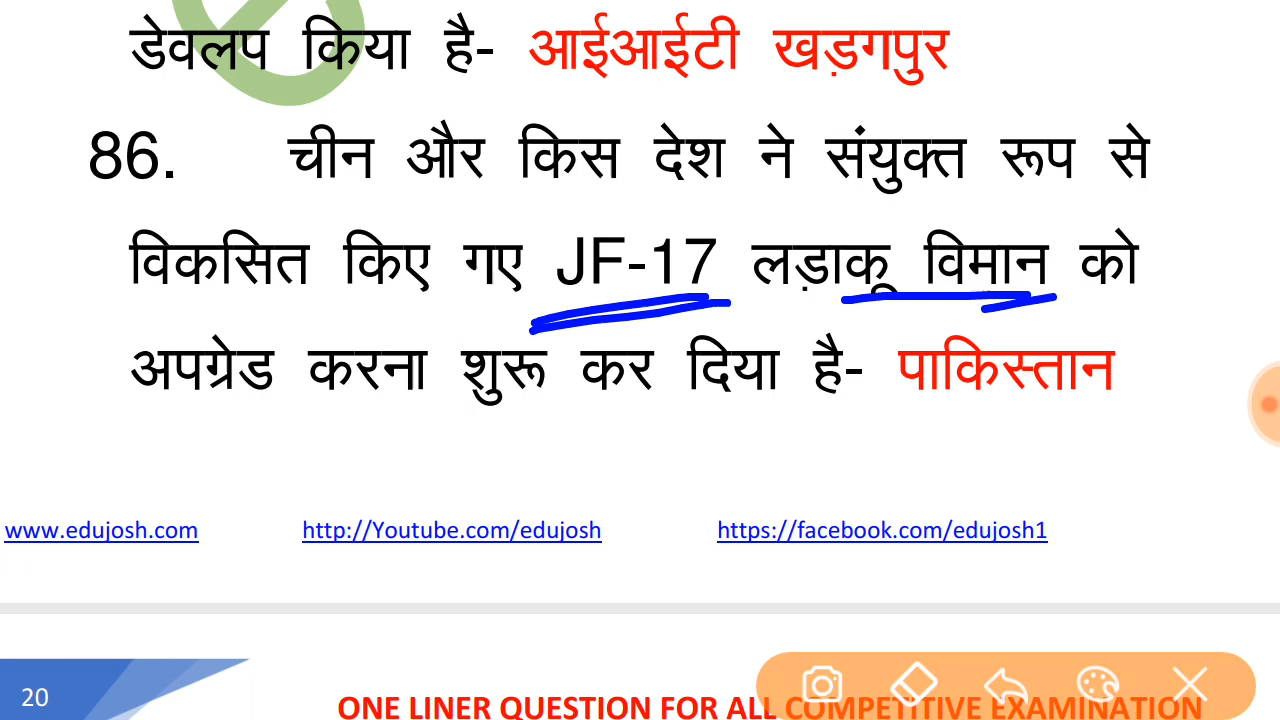 डेवलप किया है- आईआईटी खड़गपुर
86. चीन और किस देश ने संयुक्त रूप से
विकसित किए गए JF-17 लड़ाकू विमान को
अपग्रेड करना शुरू कर दिया है- पाकिस्तान
www.edujosh.com http://Youtube.com/edujosh https://facebook.com/edujosh1
20
ONE LINER QUESTION FOR ALL COMPETITIVE EXAMINATION